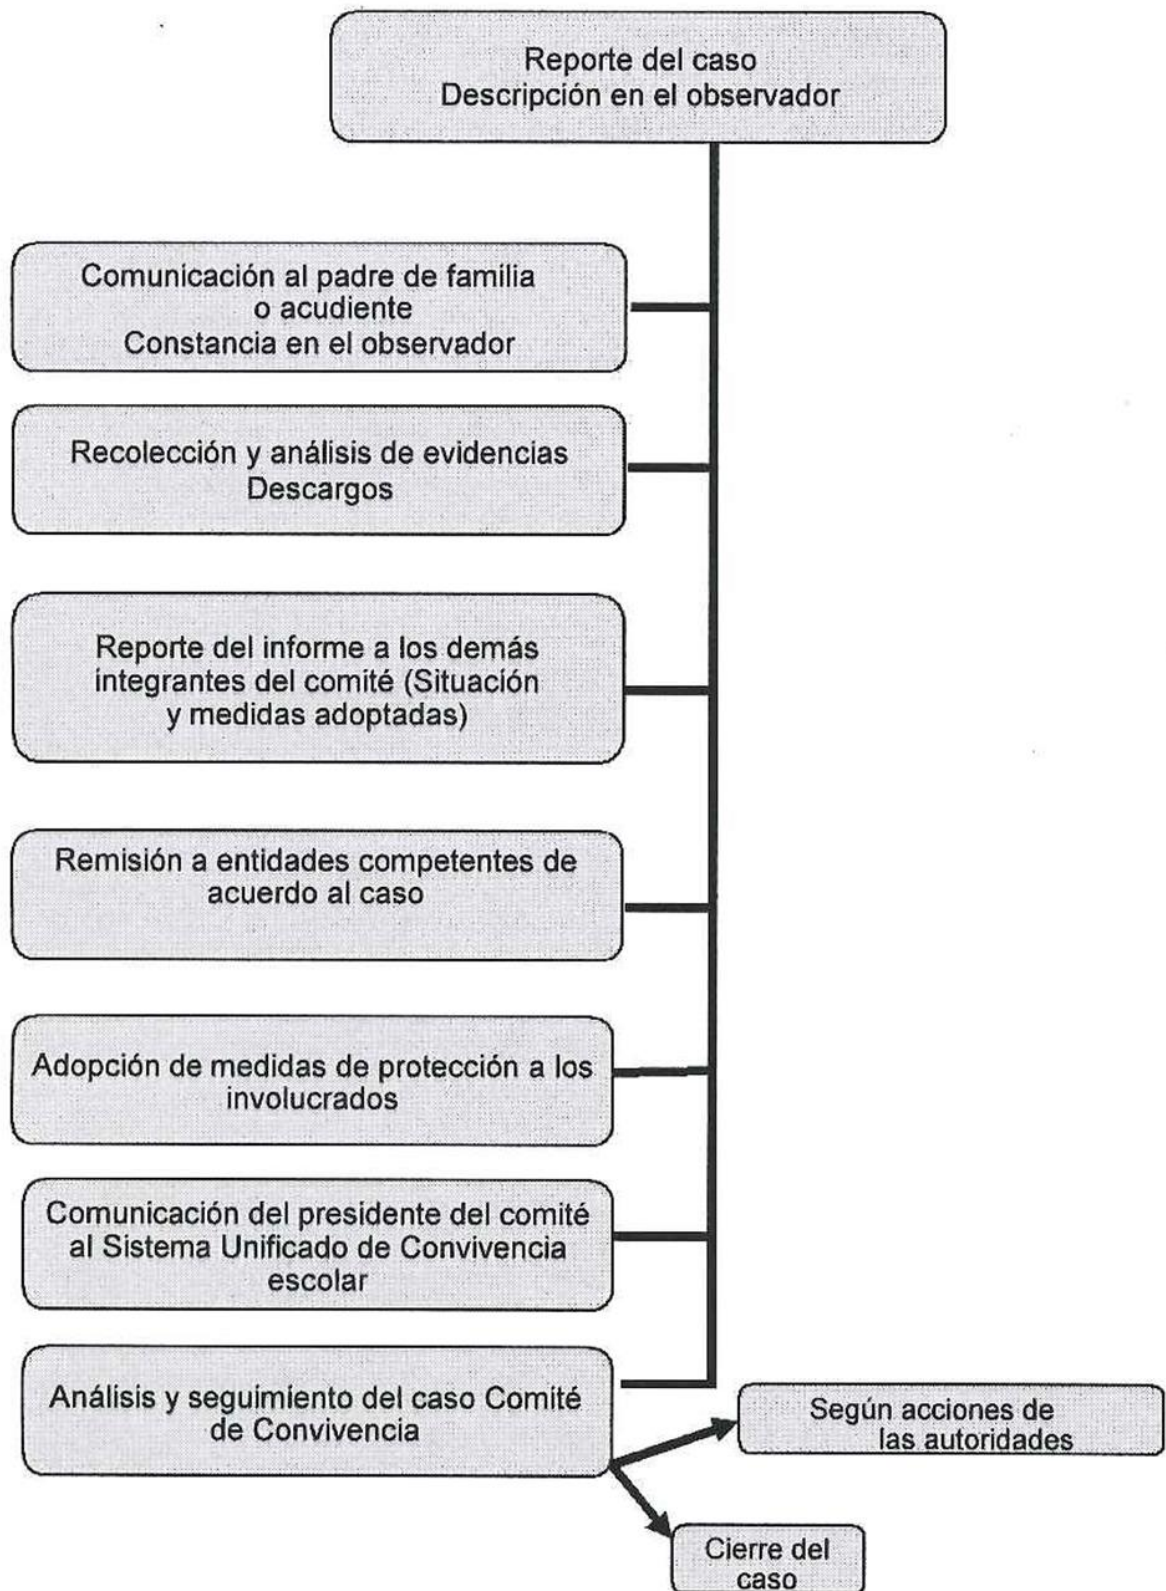 Reporte del caso
Descripción en el observador
Comunicación al padre de familia
o acudiente
Constancia en el observador
Recolección y análisis de evidencias
Descargos
Reporte del informe a los demás
integrantes del comité (Situación
y medidas adoptadas)
Remisión a entidades competentes de
acuerdo al caso
Adopción de medidas de protección a los
involucrados
Comunicación del presidente del comité
al Sistema Unificado de Convivencia
escolar
Análisis y seguimiento del caso Comité
de Convivencia
Según acciones de
las autoridades
Cierre del
caso